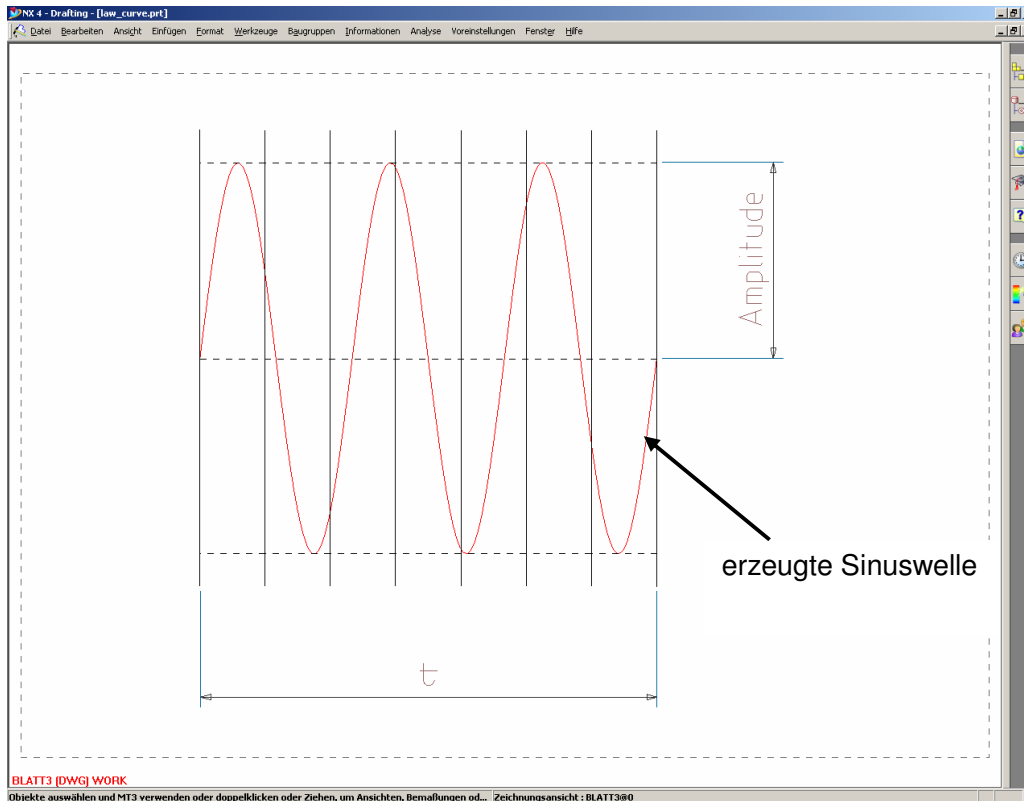 NX 4 - Drafting - [law_curve.prt]
Datei Bearbeiten Ansicht Einfügen Format Werkzeuge Baugruppen Informationen Analyse Voreinstellungen Fenster Hilfe
Amplitude
erzeugte Sinuswelle
t
BLATT3 (DWG) WORK
Objekte auswählen und MT3 verwenden oder doppelklicken oder Ziehen, um Ansichten, Bemaßungen od... Zeichnungsansicht : BLATT3@0